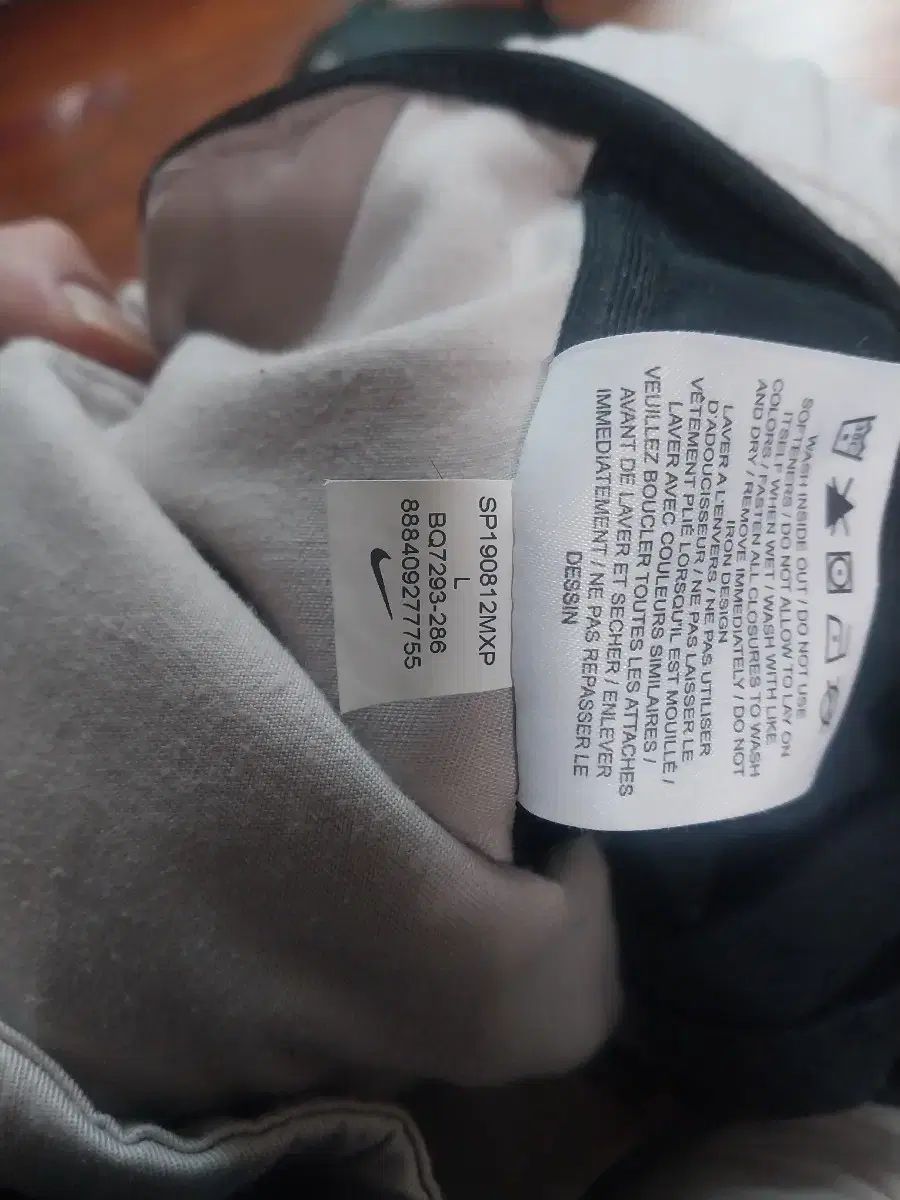 WASH INSIDE OUT / DO NOT USE
SOFTENERS / DO NOT ALLOW TO LAY ON
ITSELF WHEN WET / WASH WITH LIKE
COLORS / FASTEN ALL CLOSURES TO WASH
AND DRY / REMOVE IMMEDIATELY / DO NOT
IRON DESIGN
LAVER A L'ENVERS / NE PAS UTILISER
D'ADOUCISSEUR / NE PAS LAISSER LE
VÊTEMENT PLIÉ LORSQU'IL EST MOUILLÉ /
LAVER AVEC COULEURS SIMILAIRES /
VEUILLEZ BOUCLER TOUTES LES ATTACHES
AVANT DE LAVER ET SECHER / ENLEVER
IMMEDIATEMENT / NE PAS REPASSER LE
DESSIN
SP190812MXP
L
BQ7293-286
888409277755